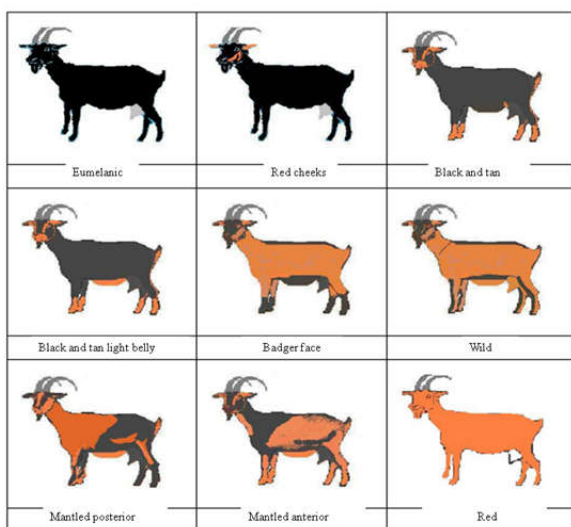 Eumelanic
Red cheeks
Black and tan
Black and tan light belly
Badger face
Wild
Mantled posterior
Mantled anterior
Red